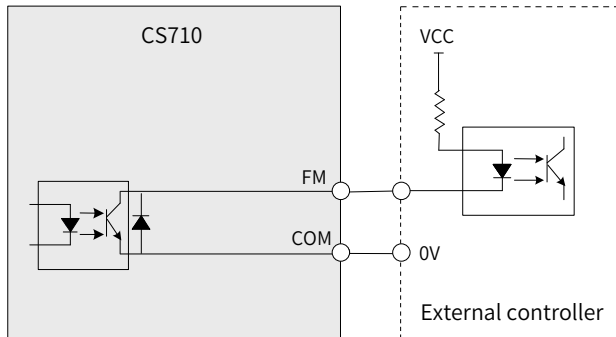 CS710
VCC
FM
COM
0V
External controller